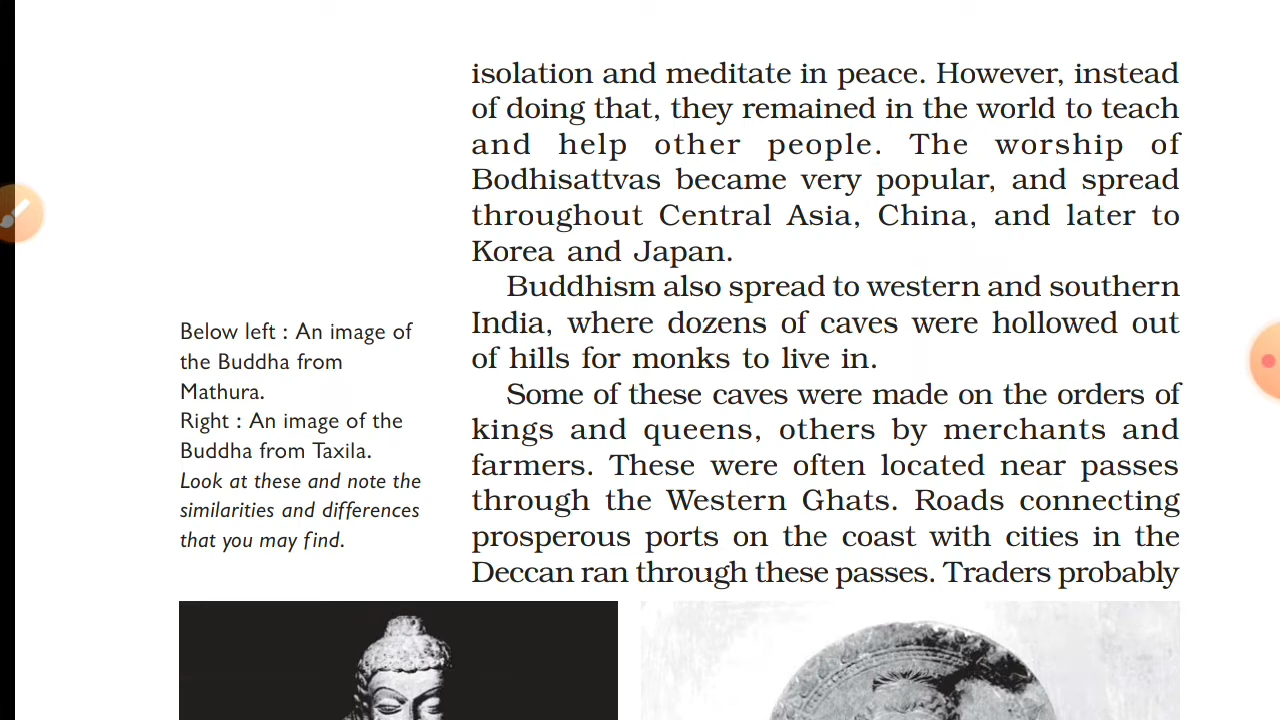 isolation and meditate in peace. However, instead
of doing that, they remained in the world to teach
and help other people. The worship of
Bodhisattvas became very popular, and spread
throughout Central Asia, China, and later to
Korea and Japan.
Buddhism also spread to western and southern
India, where dozens of caves were hollowed out
of hills for monks to live in.
Some of these caves were made on the orders of
kings and queens, others by merchants and
farmers. These were often located near passes
through the Western Ghats. Roads connecting
prosperous ports on the coast with cities in the
Deccan ran through these passes. Traders probably
Below left : An image of
the Buddha from
Mathura.
Right : An image of the
Buddha from Taxila.
Look at these and note the
similarities and differences
that you may find.